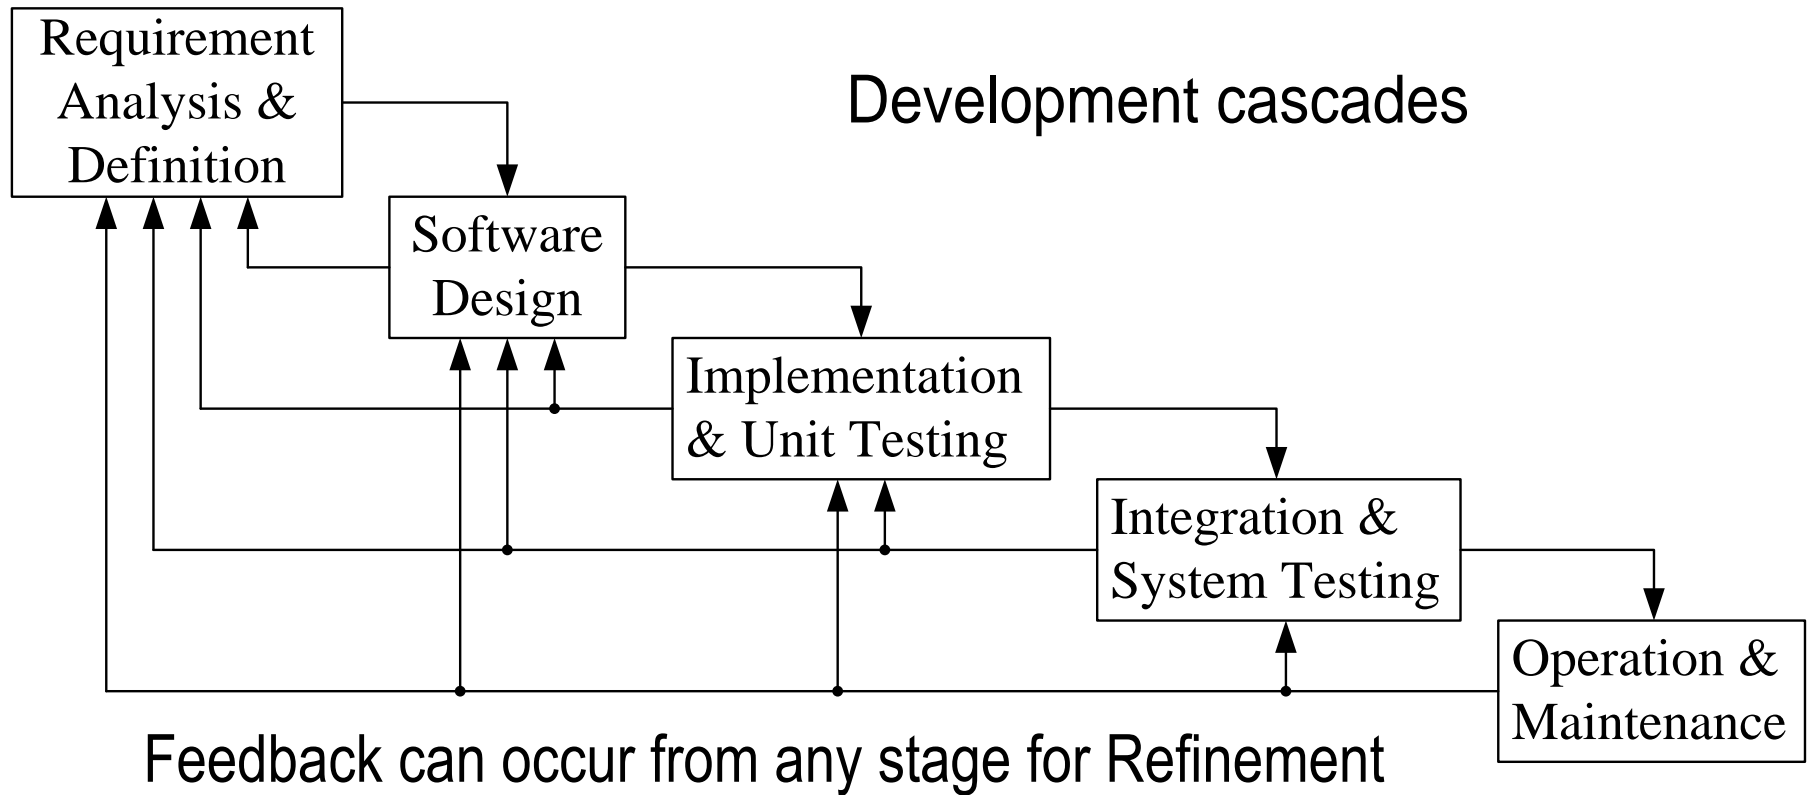 Requirement
Analysis &
Definition
Development cascades
Software
Design
Implementation
& Unit Testing
Integration &
System Testing
Operation &
Maintenance
Feedback can occur from any stage for Refinement